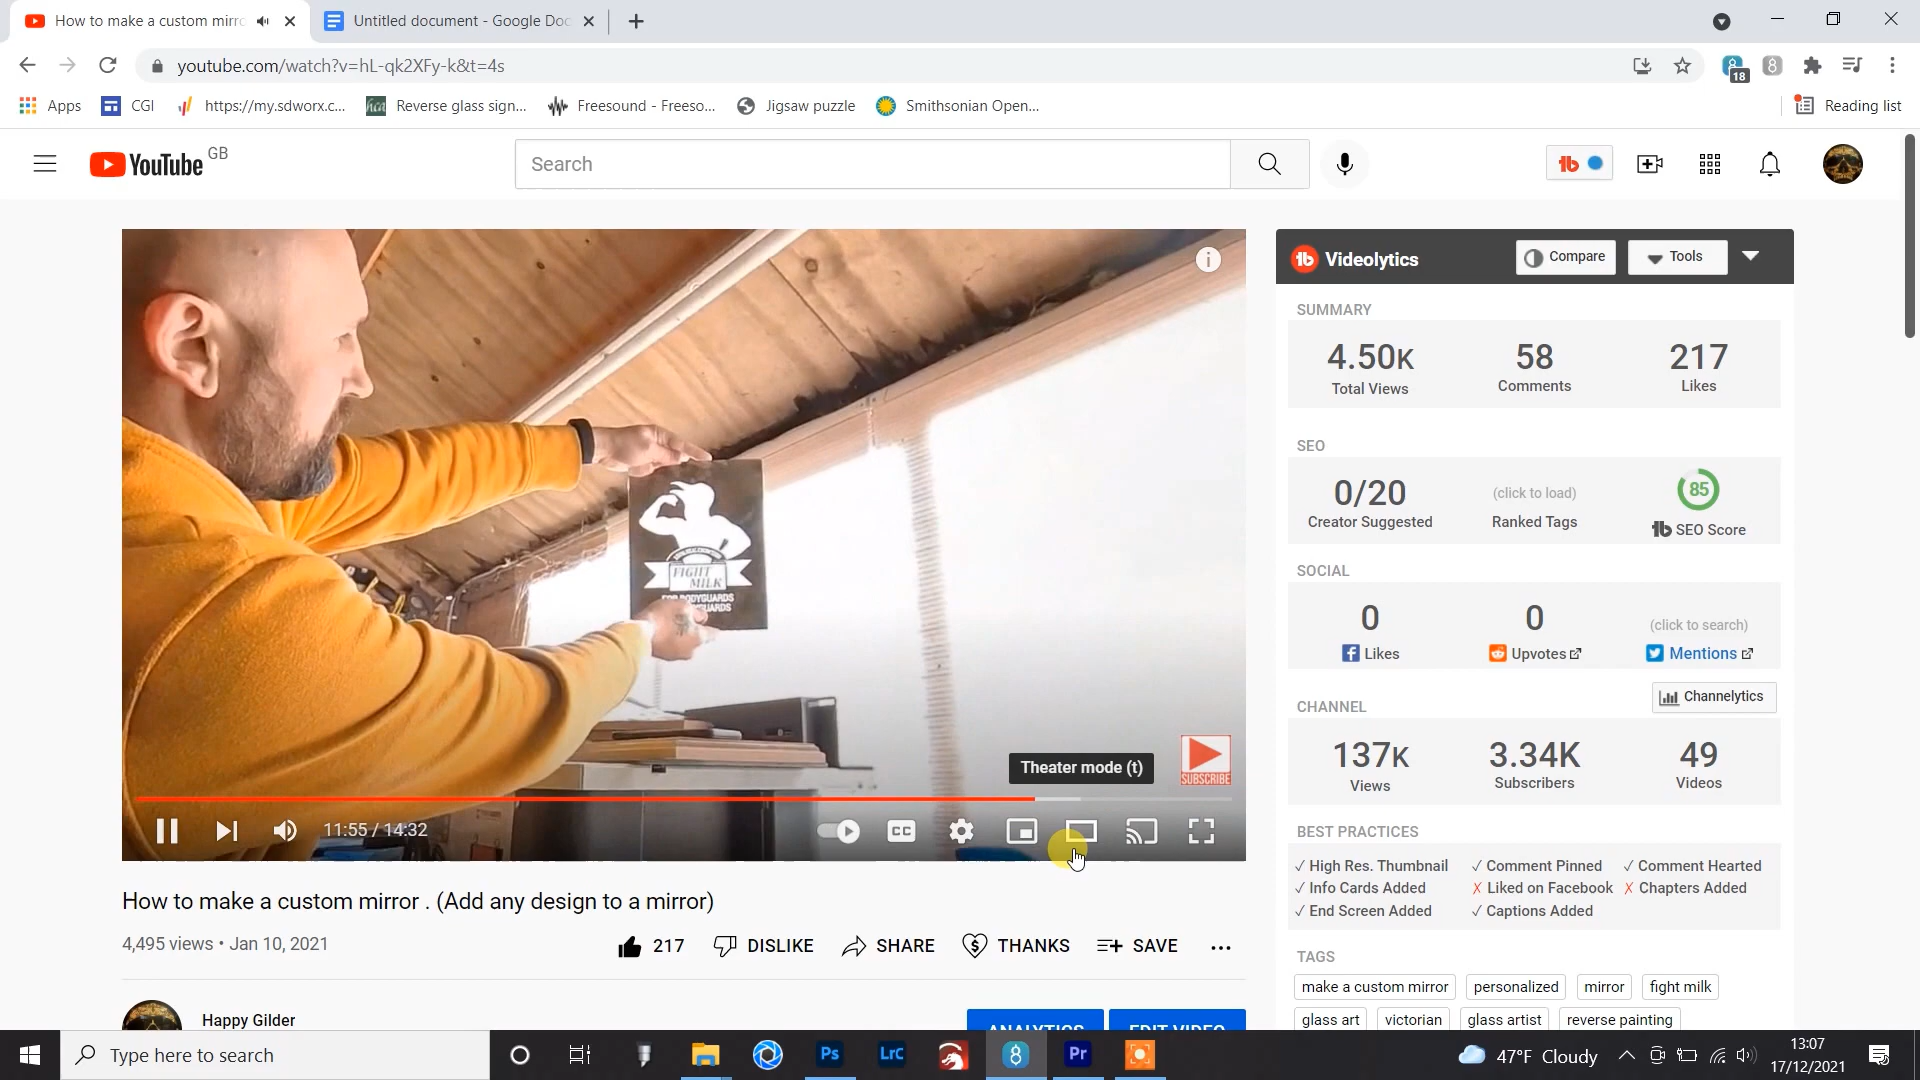 How to make a custom mirro
Untitled document - Google Doc
youtube.com/watch?v=hL-qk2XFy-k&t=4s
18
Apps CGI https://my.sdworx.c... Reverse glass sign... Freesound - Freeso... Jigsaw puzzle Smithsonian Open... Reading list
YouTube GB
Search
Videolytics Compare Tools
SUMMARY
4.50K 58 217
Total Views Comments Likes
SEO
0/20 (click to load) 85
Creator Suggested Ranked Tags SEO Score
SOCIAL
0 0 (click to search)
Likes Upvotes Mentions
Channelytics
CHANNEL
137K 3.34K 49
Views Subscribers Videos
BEST PRACTICES
✓ High Res. Thumbnail ✓ Comment Pinned ✓ Comment Hearted
✓ Info Cards Added ✗ Liked on Facebook ✗ Chapters Added
✓ End Screen Added ✓ Captions Added
TAGS
make a custom mirror personalized mirror fight milk
glass art victorian glass artist reverse painting
FIGHT
MILK
FOR BODYGUARDS
Theater mode (t)
SUBSCRIBE
11:55 / 14:32
CC
How to make a custom mirror . (Add any design to a mirror)
4,495 views • Jan 10, 2021
217 DISLIKE SHARE THANKS SAVE
Happy Gilder
ANALYTICS EDIT VIDEO
Type here to search
Ps LrC Pr
47°F Cloudy
13:07
17/12/2021